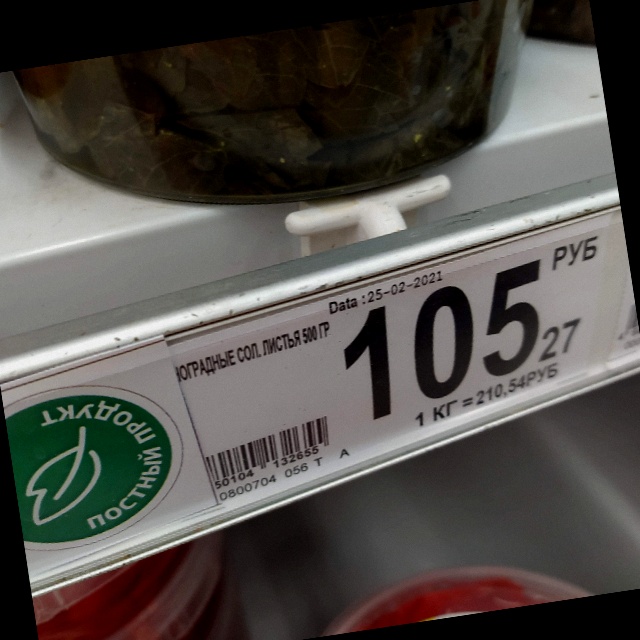 Data :25-02-2021
ОГРАДНЫЕ СОЛ. ЛИСТЬЯ 500 ГР
105 27 РУБ
1 КГ=210,54РУБ
50104 122655
0800704 056 Т А
ПОСТНЫЙ ПРОДУКТ